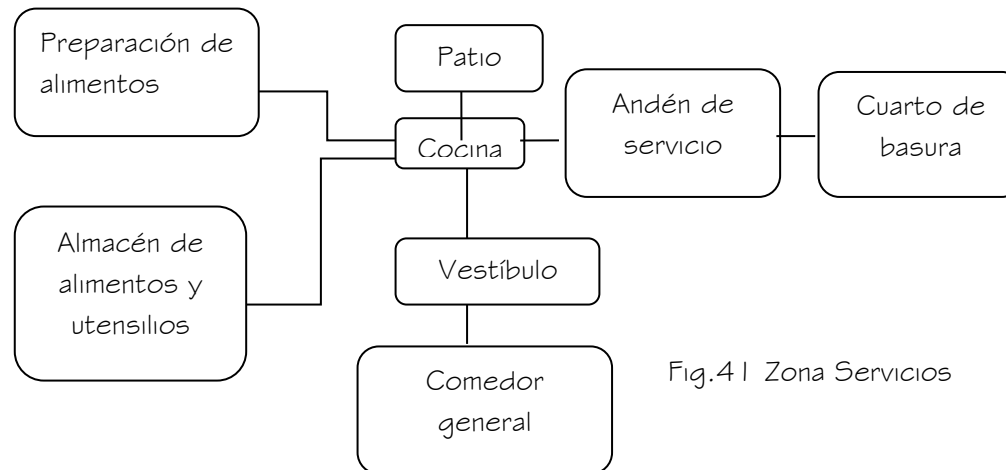 Preparación de
alimentos
Patio
Cocina
Andén de
servicio
Cuarto de
basura
Almacén de
alimentos y
utensilios
Vestíbulo
Comedor
general
Fig.41 Zona Servicios